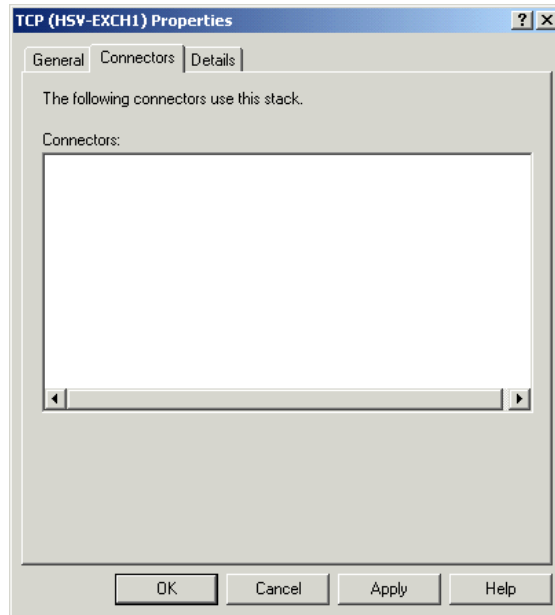 TCP (HSV-EXCH1) Properties
General
Connectors
Details
The following connectors use this stack.
Connectors:
OK
Cancel
Apply
Help